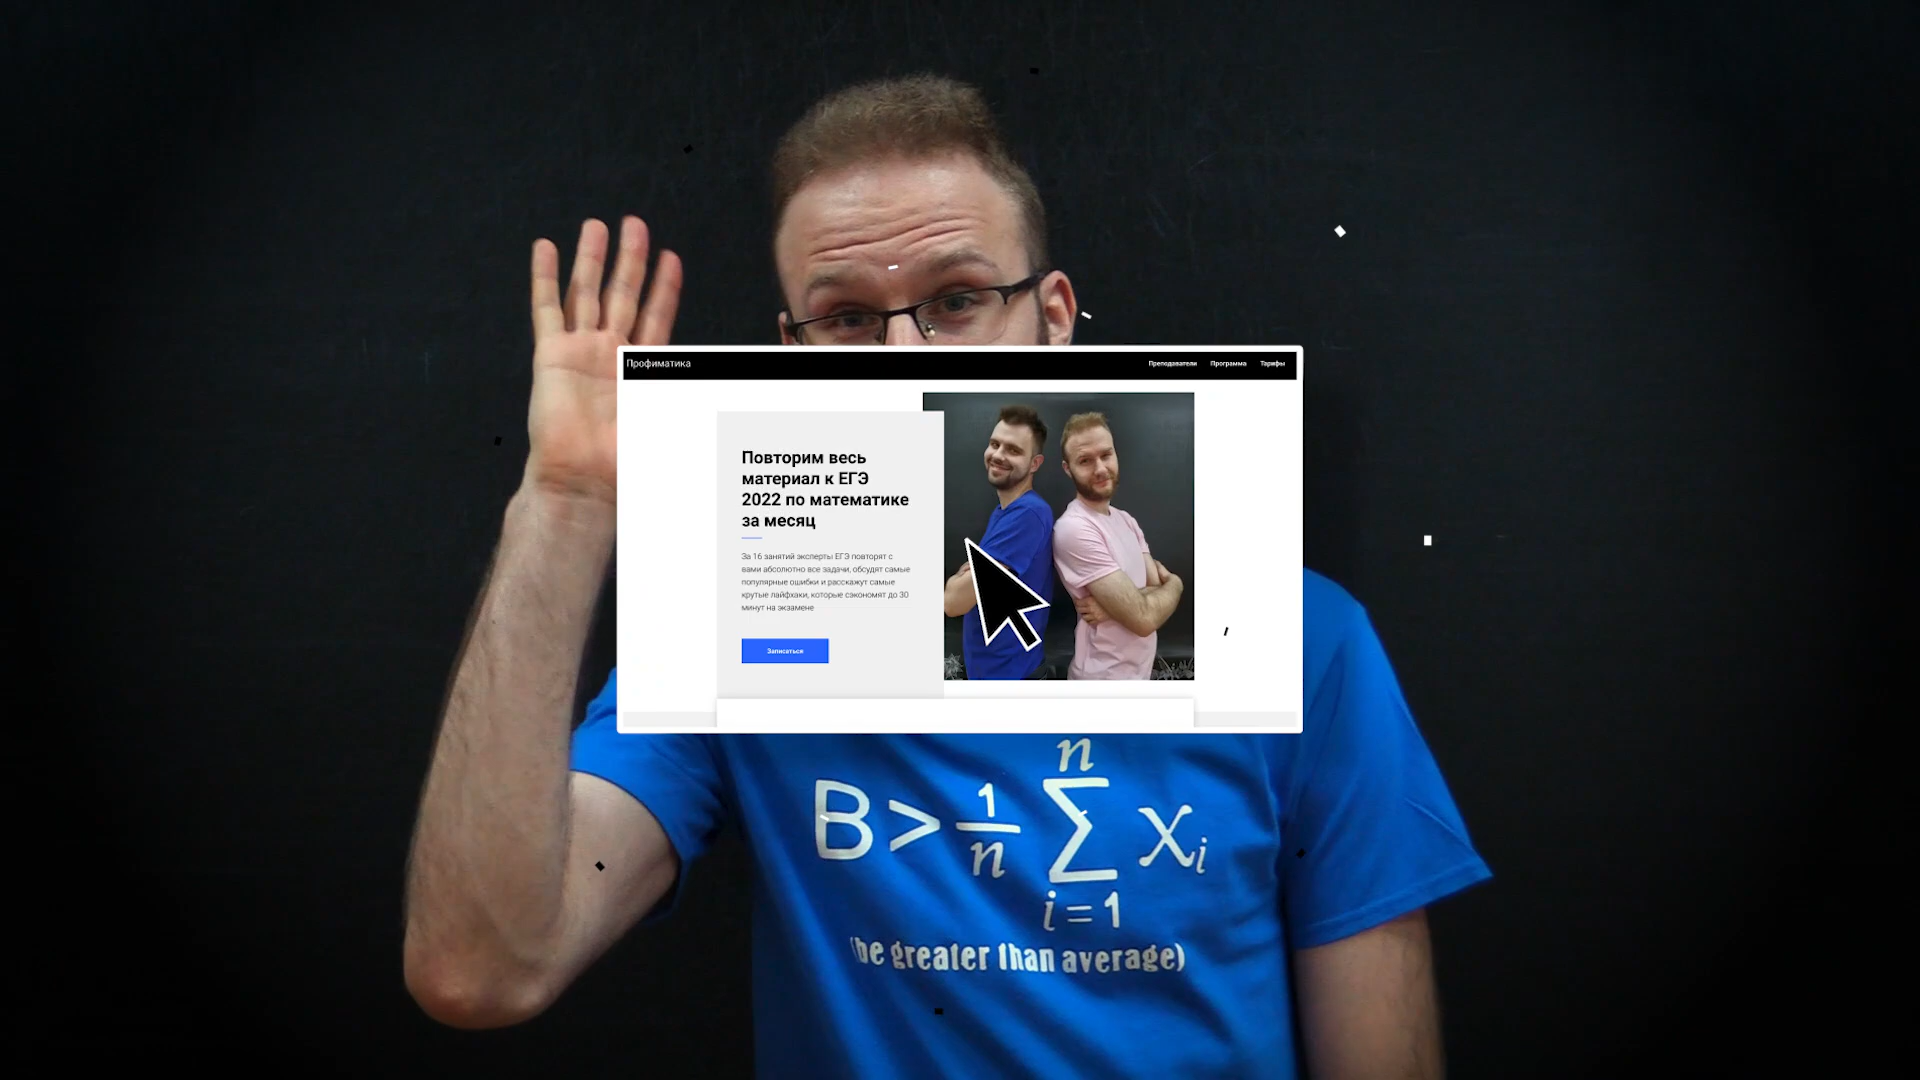 Профиматика
Преподаватели Программа Тарифы
Повторим весь
материал к ЕГЭ
2022 по математике
за месяц
За 16 занятий эксперты ЕГЭ повторят с
вами абсолютно все задачи, обсудят самые
популярные ошибки и расскажут самые
крутые лайфхаки, которые сэкономят до 30
минут на экзамене
Записаться
B > 1/n n Σ i=1 Xi
(be greater than average)